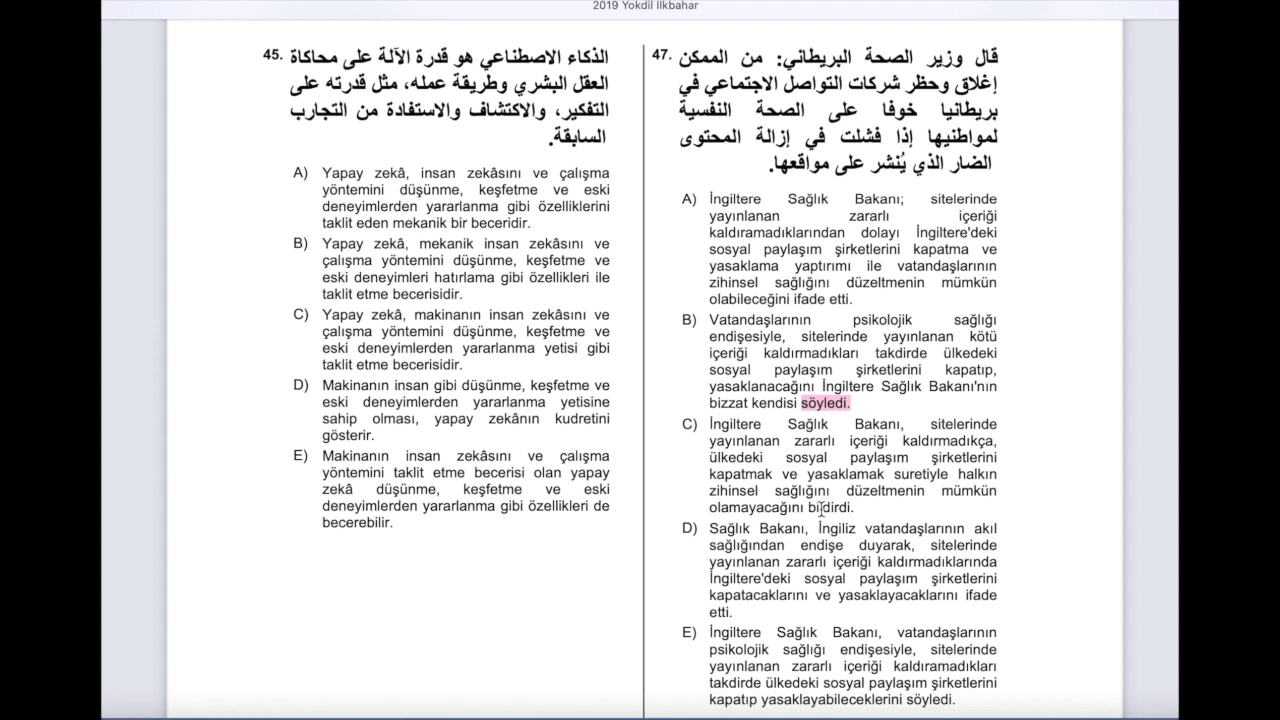 2019 Yokdil Ilkbahar
45. الذكاء الاصطناعي هو قدرة الآلة على محاكاة
العقل البشري وطريقة عمله، مثل قدرته على
التفكير، والاكتشاف والاستفادة من التجارب
السابقة.
A) Yapay zekâ, insan zekâsını ve çalışma
yöntemini düşünme, keşfetme ve eski
deneyimlerden yararlanma gibi özelliklerini
taklit eden mekanik bir beceridir.
B) Yapay zekâ, mekanik insan zekâsını ve
çalışma yöntemini düşünme, keşfetme ve
eski deneyimleri hatırlama gibi özellikleri ile
taklit etme becerisidir.
C) Yapay zekâ, makinanın insan zekâsını ve
çalışma yöntemini düşünme, keşfetme ve
eski deneyimlerden yararlanma yetisi gibi
taklit etme becerisidir.
D) Makinanın insan gibi düşünme, keşfetme ve
eski deneyimlerden yararlanma yetisine
sahip olması, yapay zekânın kudretini
gösterir.
E) Makinanın insan zekâsını ve çalışma
yöntemini taklit etme becerisi olan yapay
zekâ düşünme, keşfetme ve eski
deneyimlerden yararlanma gibi özellikleri de
becerebilir.
47. قال وزير الصحة البريطاني: من الممكن
إغلاق وحظر شركات التواصل الاجتماعي في
بريطانيا خوفا على الصحة النفسية
لمواطنيها إذا فشلت في إزالة المحتوى
الضار الذي يُنشر على مواقعها.
A) İngiltere Sağlık Bakanı; sitelerinde
yayınlanan zararlı içeriği
kaldıramadıklarından dolayı İngiltere'deki
sosyal paylaşım şirketlerini kapatma ve
yasaklama yaptırımı ile vatandaşlarının
zihinsel sağlığını düzeltmenin mümkün
olabileceğini ifade etti.
B) Vatandaşlarının psikolojik sağlığı
endişesiyle, sitelerinde yayınlanan kötü
içeriği kaldırmadıkları takdirde ülkedeki
sosyal paylaşım şirketlerini kapatıp,
yasaklanacağını İngiltere Sağlık Bakanı'nın
bizzat kendisi söyledi.
C) İngiltere Sağlık Bakanı, sitelerinde
yayınlanan zararlı içeriği kaldırmadıkça,
ülkedeki sosyal paylaşım şirketlerini
kapatmak ve yasaklamak suretiyle halkın
zihinsel sağlığını düzeltmenin mümkün
olamayacağını bildirdi.
D) Sağlık Bakanı, İngiliz vatandaşlarının akıl
sağlığından endişe duyarak, sitelerinde
yayınlanan zararlı içeriği kaldırmadıklarında
İngiltere'deki sosyal paylaşım şirketlerini
kapatacaklarını ve yasaklayacaklarını ifade
etti.
E) İngiltere Sağlık Bakanı, vatandaşlarının
psikolojik sağlığı endişesiyle, sitelerinde
yayınlanan zararlı içeriği kaldıramadıkları
takdirde ülkedeki sosyal paylaşım şirketlerini
kapatıp yasaklayabileceklerini söyledi.